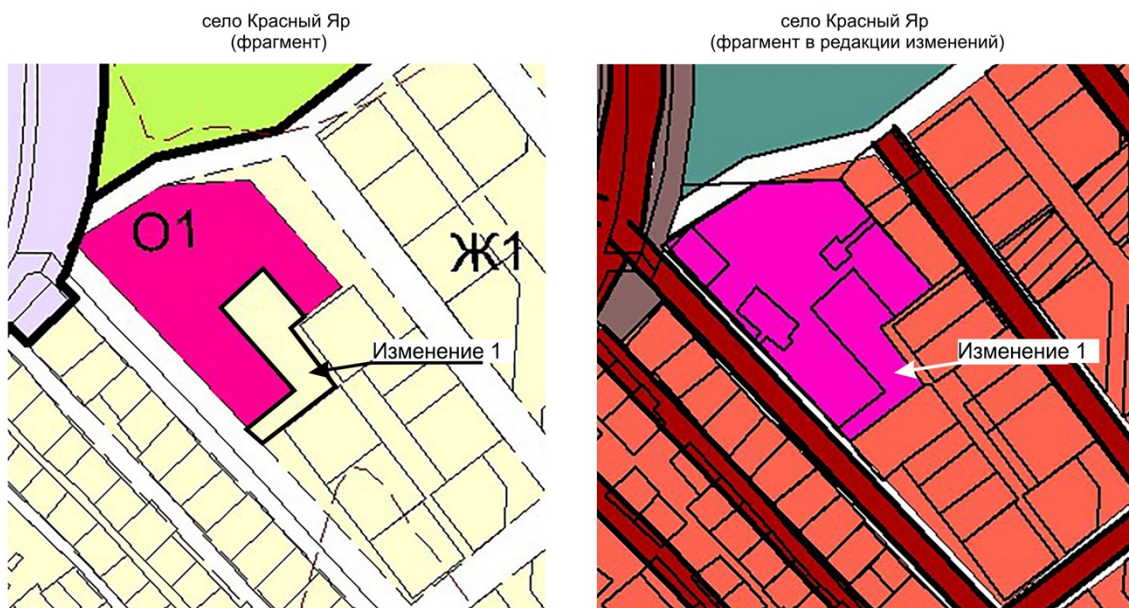 село Красный Яр
(фрагмент)
село Красный Яр
(фрагмент в редакции изменений)
О1
Ж1
Изменение 1
Изменение 1